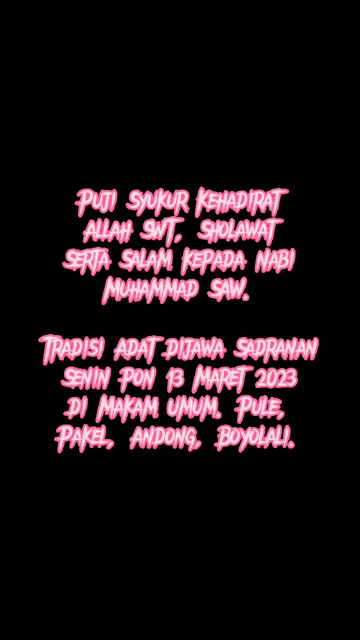 Puji syukur kehadirat
Allah SWT, sholawat
serta salam kepada Nabi
Muhammad SAW.
Tradisi adat dijawa sadranan
Senin Pon 13 Maret 2023
di makam umum. Pule,
Pakel, Andong, Boyolali.